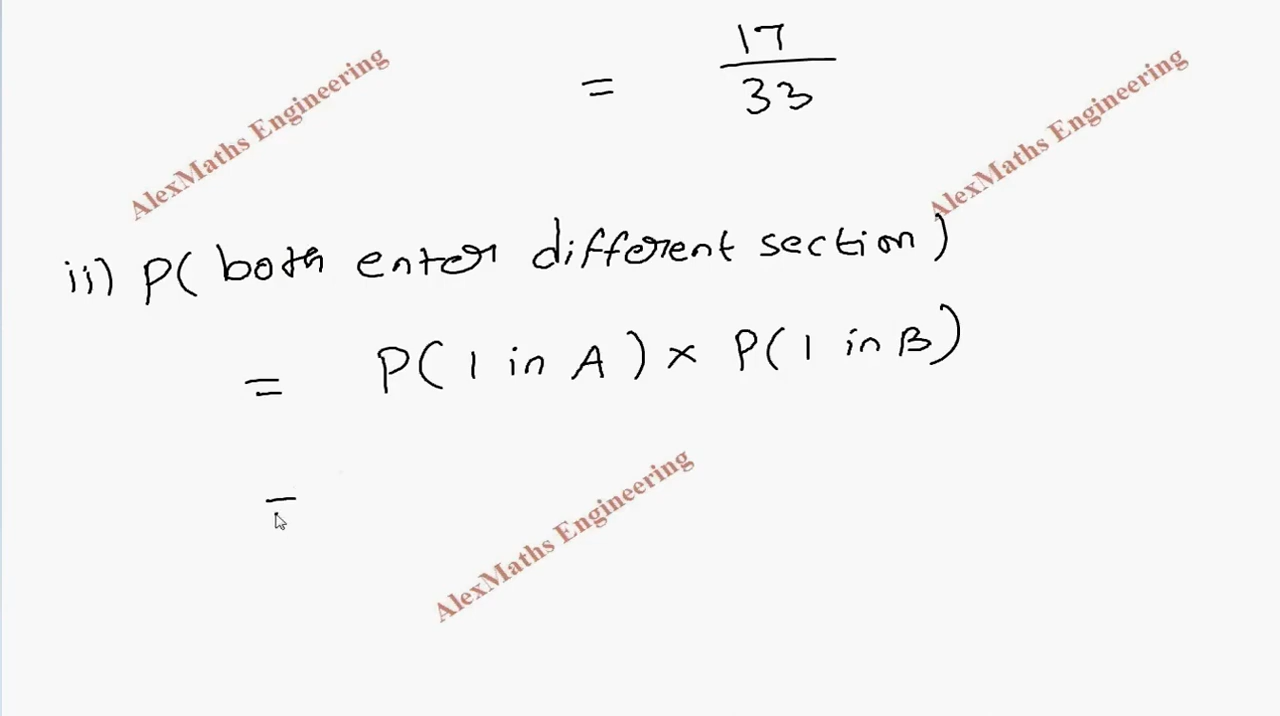 17
= 33
AlexMaths Engineering
AlexMaths Engineering
ii) P( both enter different section )
= P( 1 in A ) × P( 1 in B )
AlexMaths Engineering